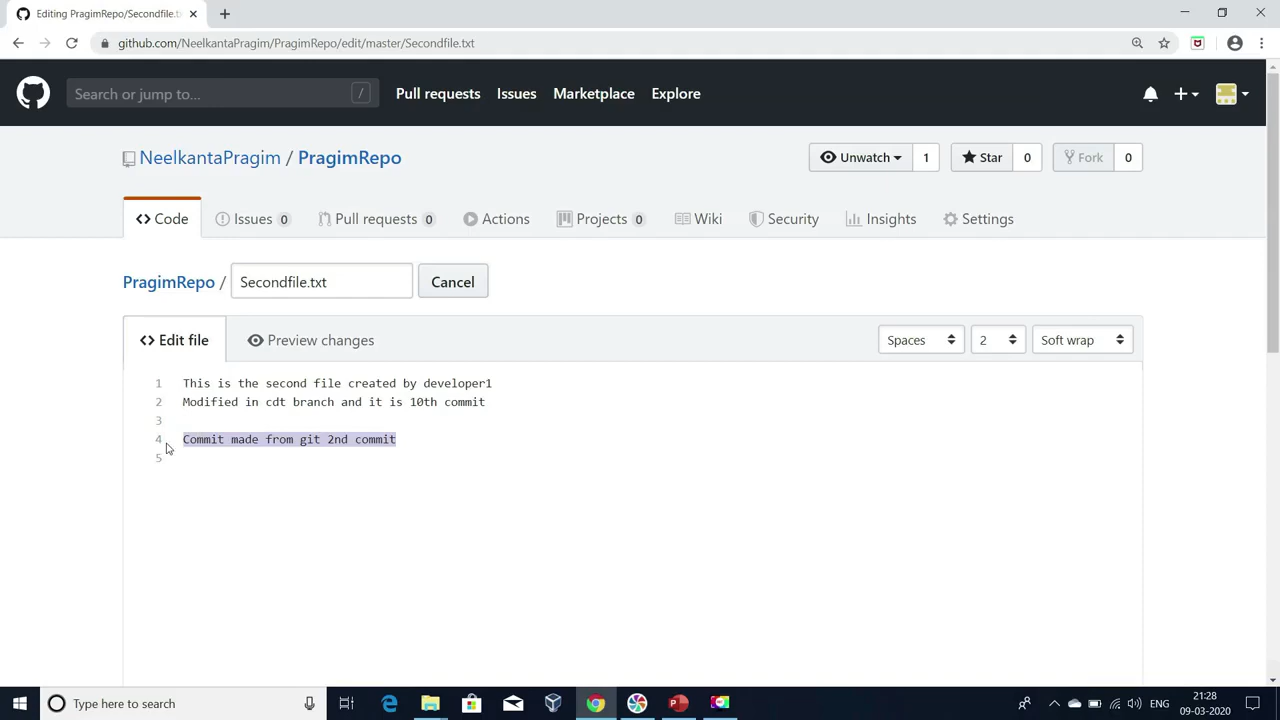 Editing PragimRepo/Secondfile.t
github.com/NeelkantaPragim/PragimRepo/edit/master/Secondfile.txt
Search or jump to... /
Pull requests
Issues
Marketplace
Explore
NeelkantaPragim / PragimRepo
Unwatch 1
Star 0
Fork 0
Code
Issues 0
Pull requests 0
Actions
Projects 0
Wiki
Security
Insights
Settings
PragimRepo / Secondfile.txt Cancel
<> Edit file
Preview changes
Spaces
2
Soft wrap
1 This is the second file created by developer1
2 Modified in cdt branch and it is 10th commit
3
4 Commit made from git 2nd commit
5
Type here to search
ENG
21:28
09-03-2020